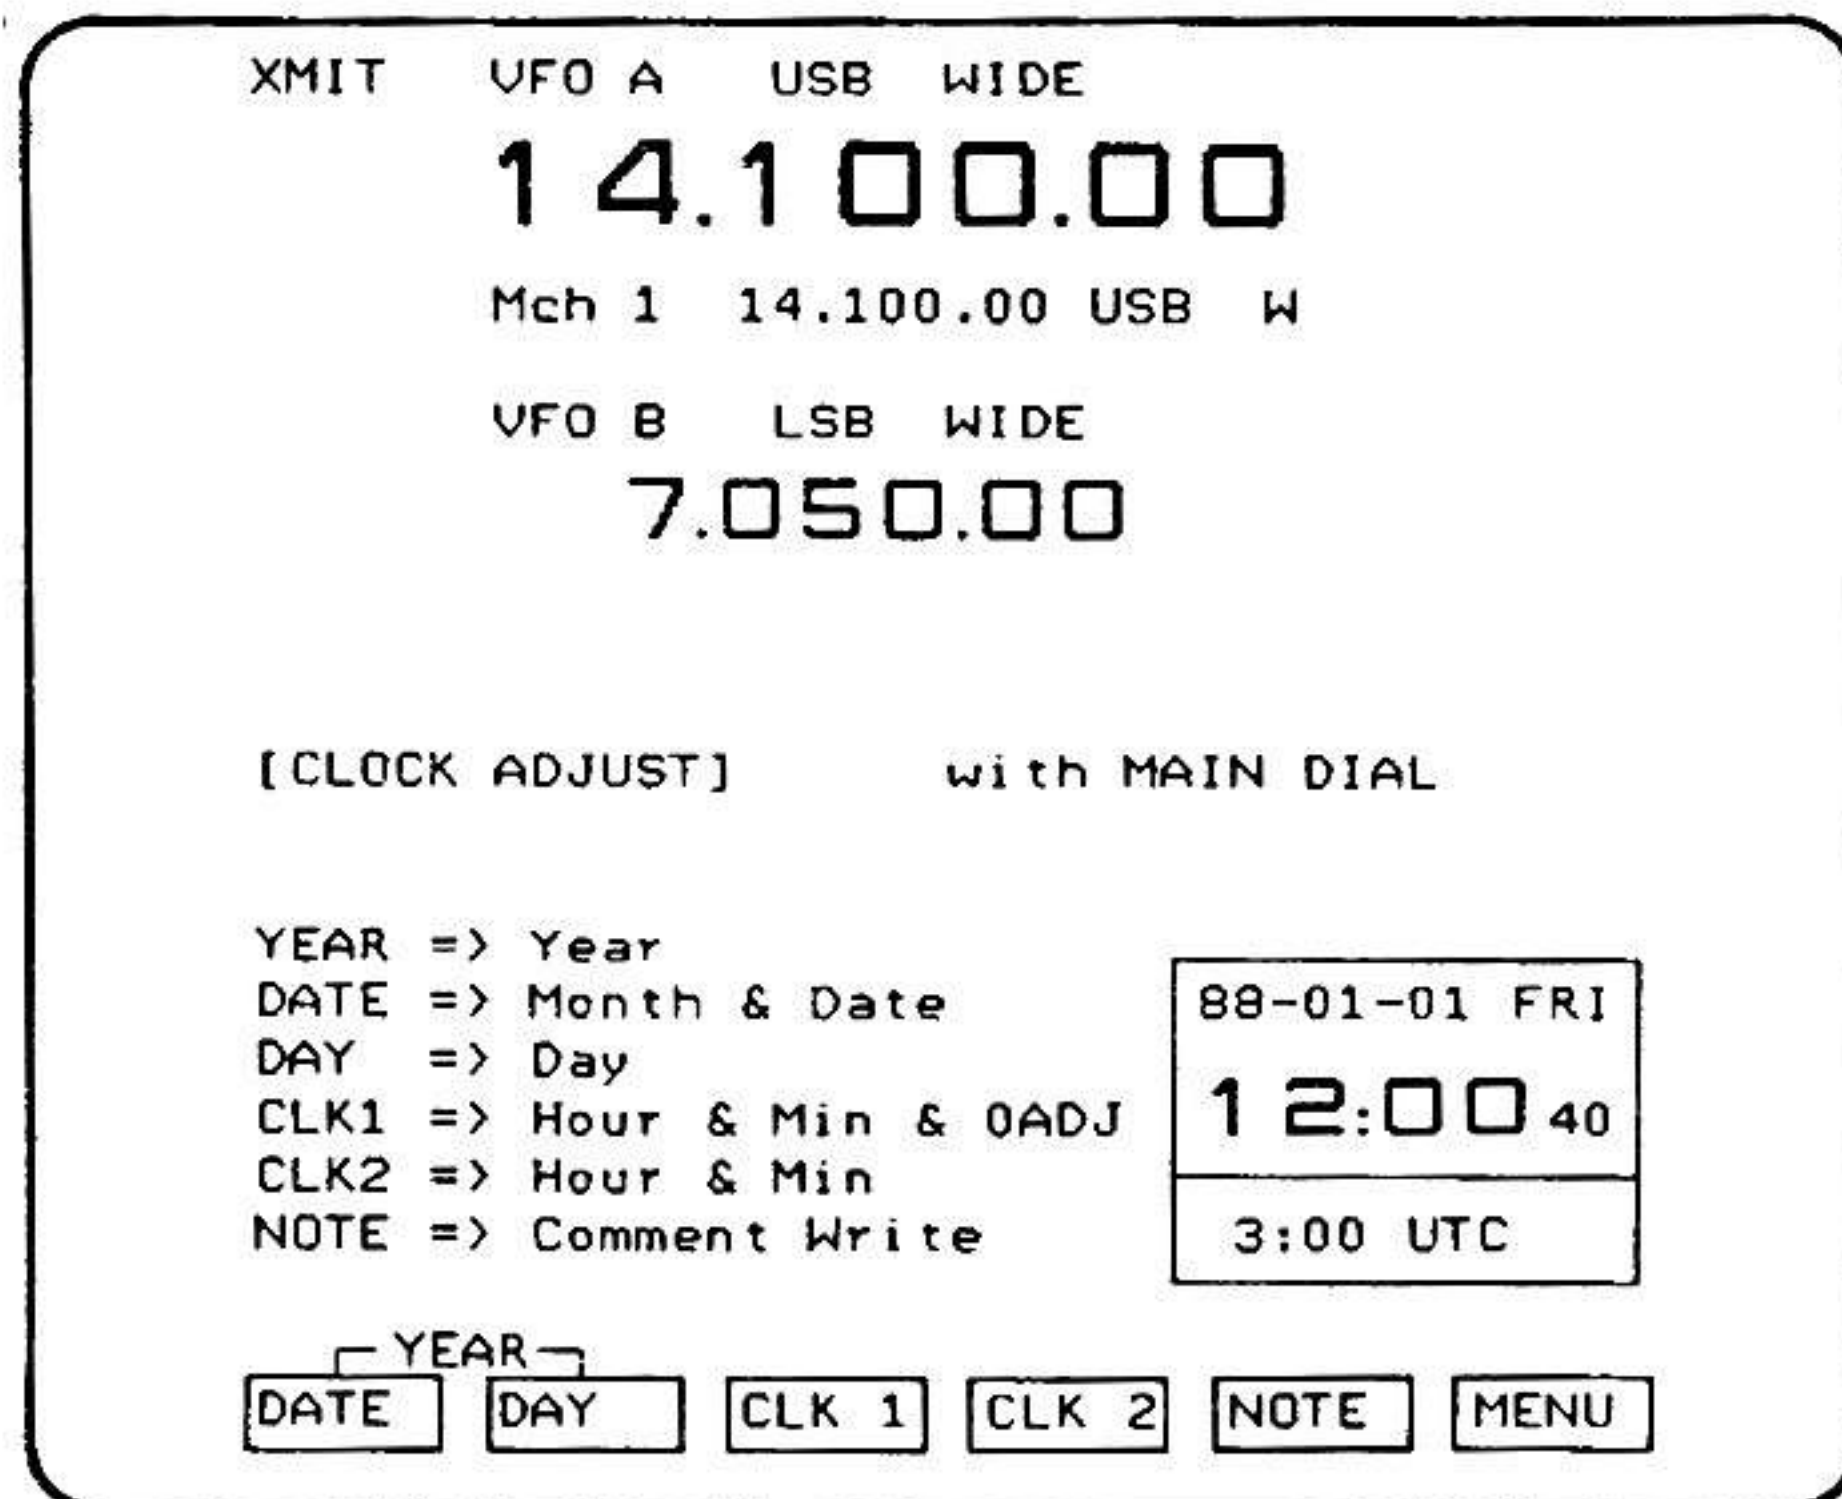 XMIT VFO A USB WIDE
14.100.00
Mch 1 14.100.00 USB W
VFO B LSB WIDE
7.050.00
[CLOCK ADJUST] with MAIN DIAL
YEAR => Year
DATE => Month & Date
DAY => Day
CLK1 => Hour & Min & 0ADJ
CLK2 => Hour & Min
NOTE => Comment Write
88-01-01 FRI
12:00 40
3:00 UTC
YEAR
DATE DAY CLK 1 CLK 2 NOTE MENU